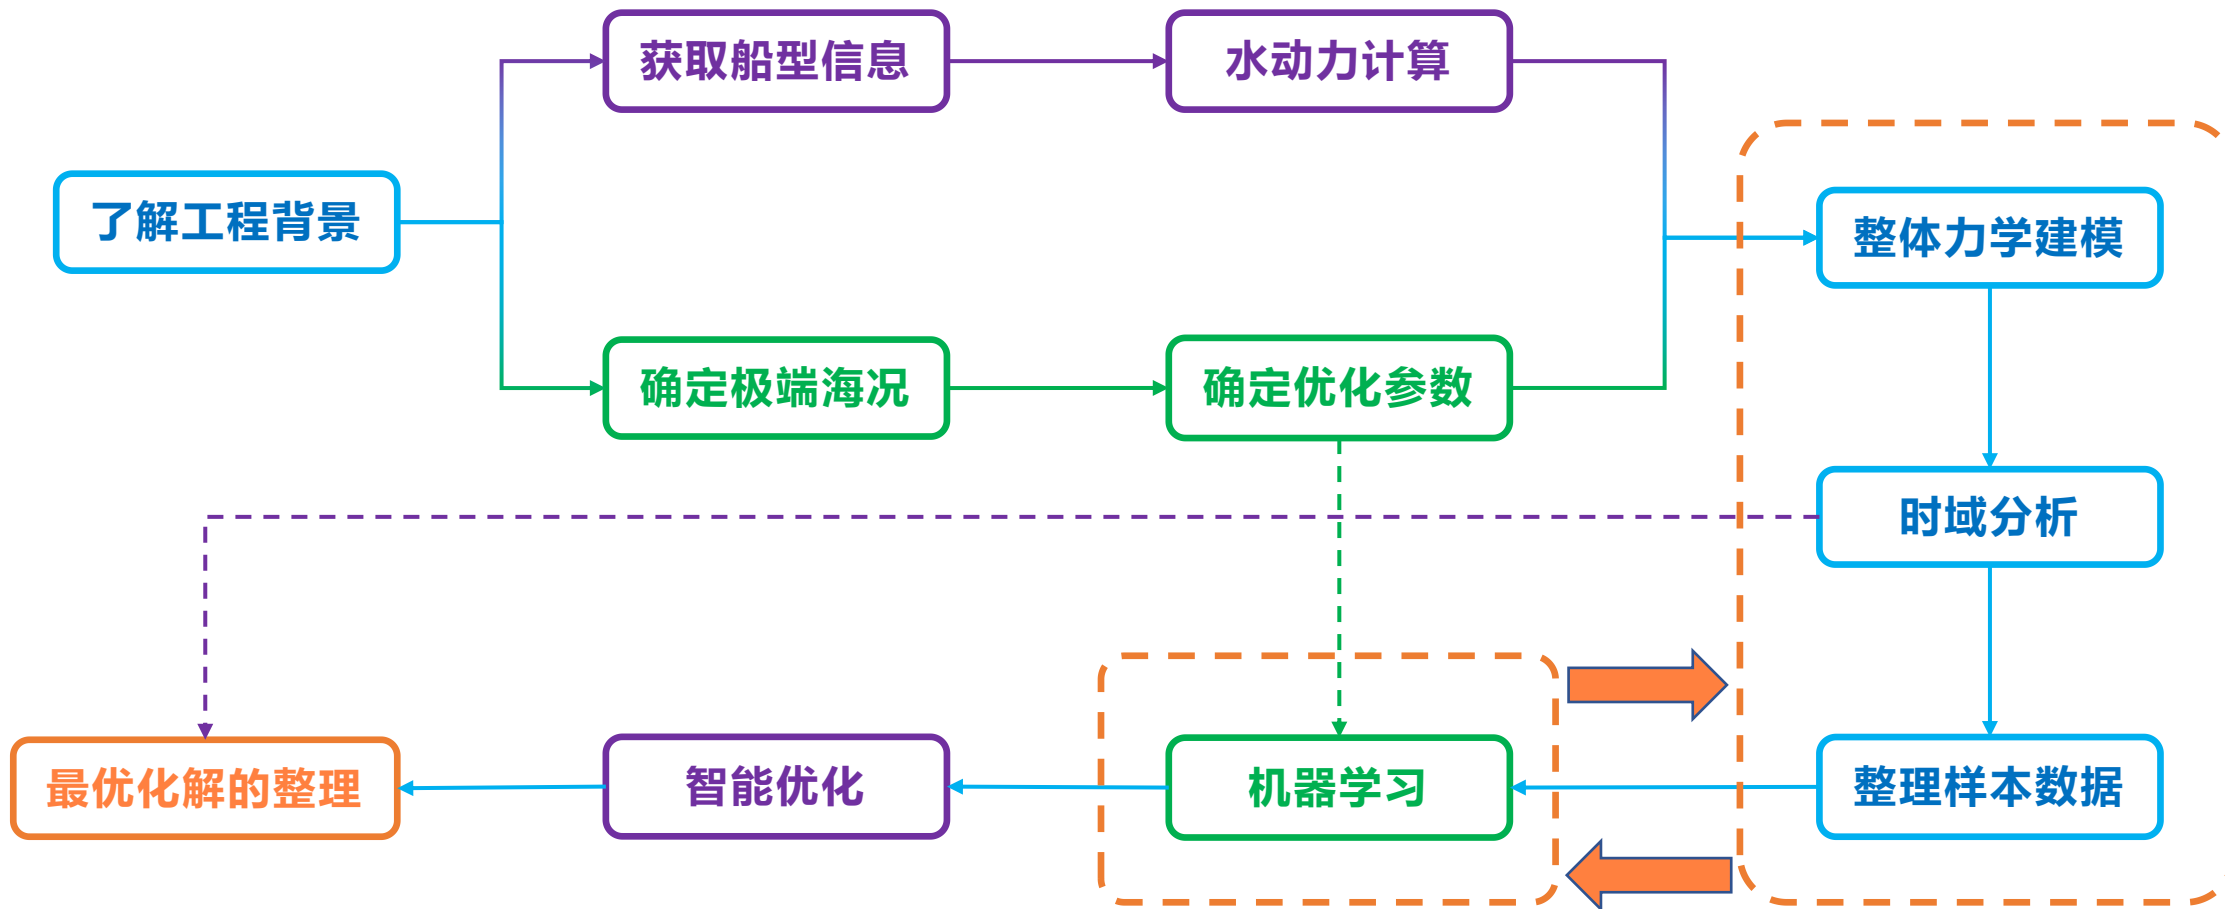 获取船型信息
水动力计算
了解工程背景
整体力学建模
确定极端海况
确定优化参数
时域分析
最优化解的整理
智能优化
机器学习
整理样本数据